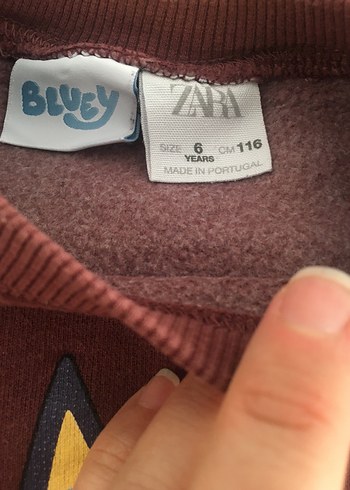 BLUEY
ZARA
SIZE 6 CM 116
YEARS
MADE IN PORTUGAL